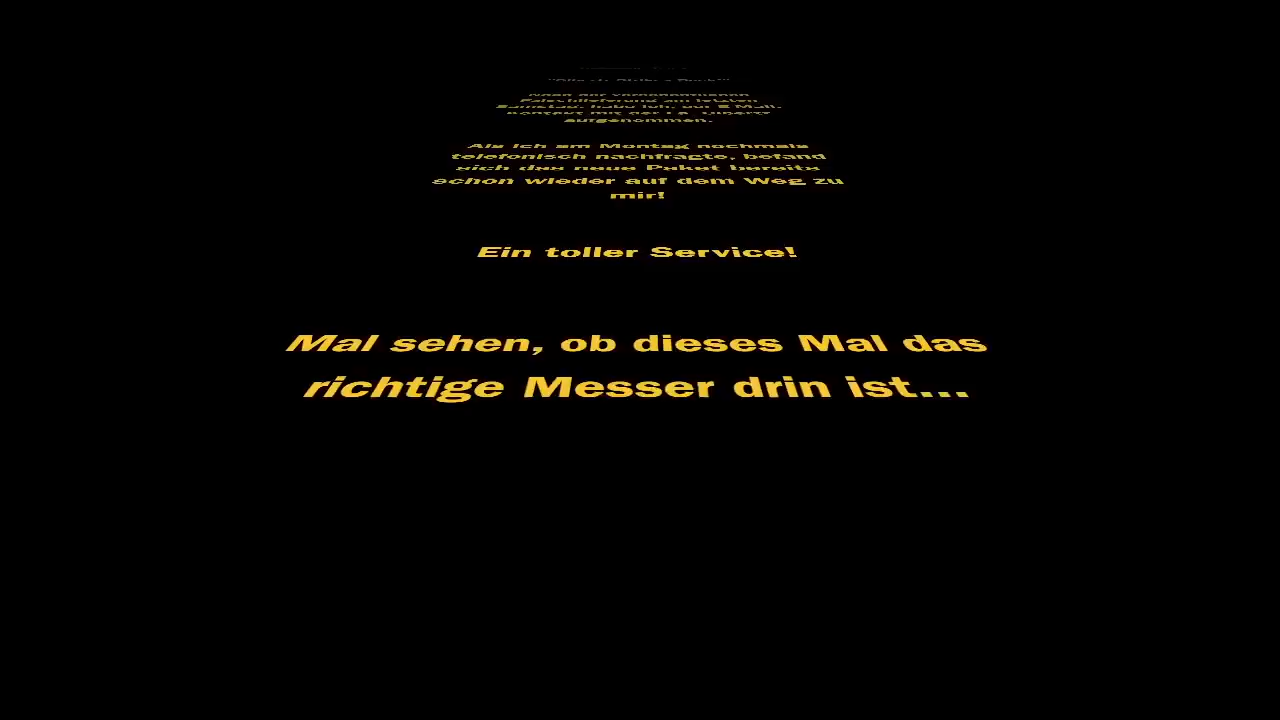 Nach der versehentlichen
Falschlieferung am letzten
Samstag, habe ich, per E-Mail,
Kontakt mit der Fa.
aufgenommen.
Als ich am Montag nochmals
telefonisch nachfragte, befand
sich das neue Paket bereits
schon wieder auf dem Weg zu
mir!
Ein toller Service!
Mal sehen, ob dieses Mal das
richtige Messer drin ist...